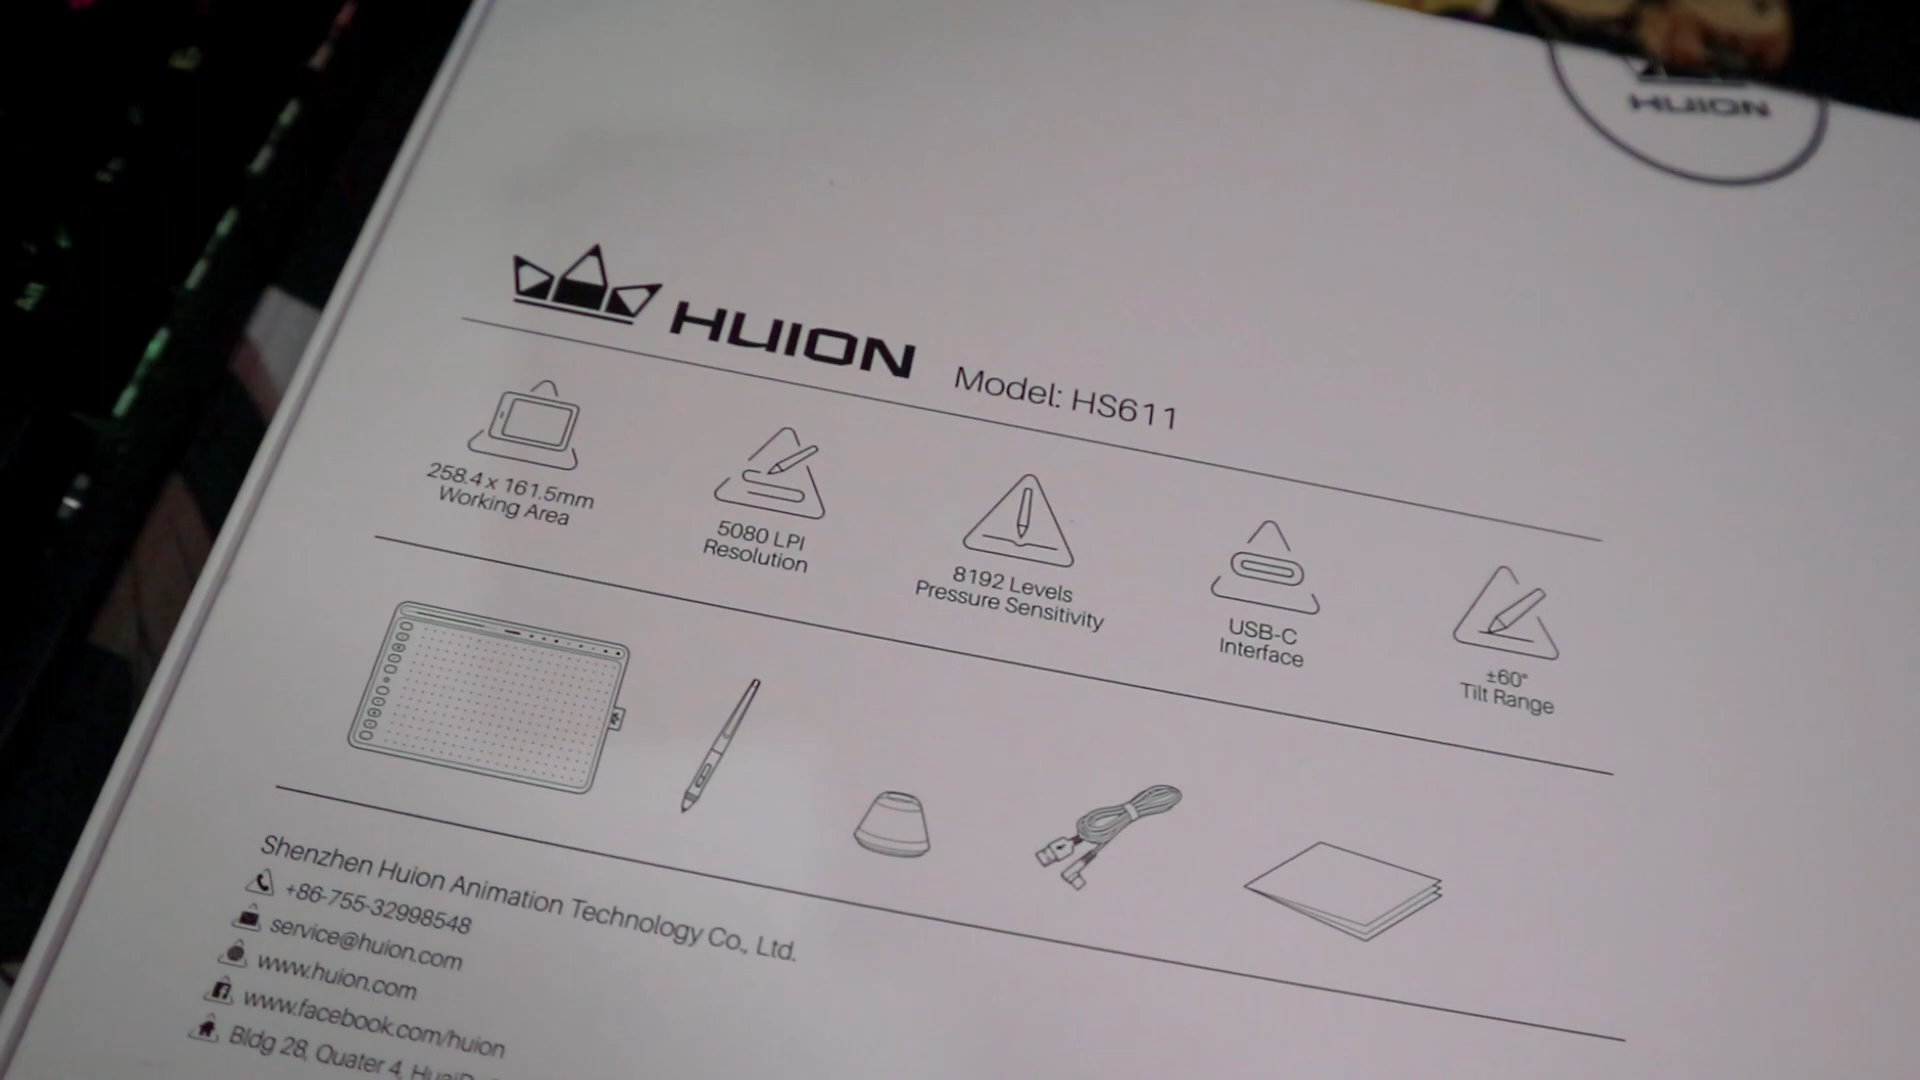 HUION
HUION Model: HS611
258.4 x 161.5mm
Working Area
5080 LPI
Resolution
8192 Levels
Pressure Sensitivity
USB-C
Interface
±60°
Tilt Range
Shenzhen Huion Animation Technology Co., Ltd.
+86-755-32998548
service@huion.com
www.huion.com
www.facebook.com/huion
Bldg 28, Quater 4,